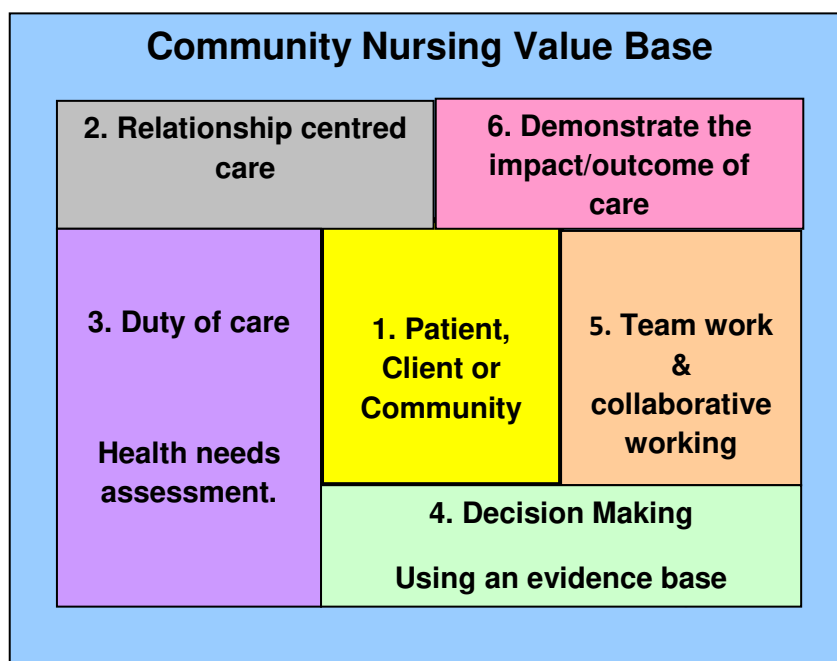 Community Nursing Value Base
2. Relationship centred
care
6. Demonstrate the
impact/outcome of
care
3. Duty of care
Health needs
assessment.
1. Patient,
Client or
Community
5. Team work
&
collaborative
working
4. Decision Making
Using an evidence base